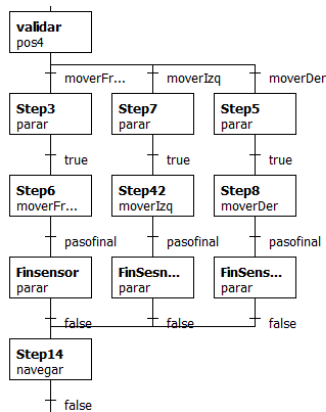 validar
pos4
moverFr... moverIzq moverDer
Step3 Step7 Step5
parar parar parar
true true true
Step6 Step42 Step8
moverFr... moverIzq moverDer
pasofinal pasofinal pasofinal
Finsensor FinSesn... FinSens...
parar parar parar
false false false
Step14
navegar
false